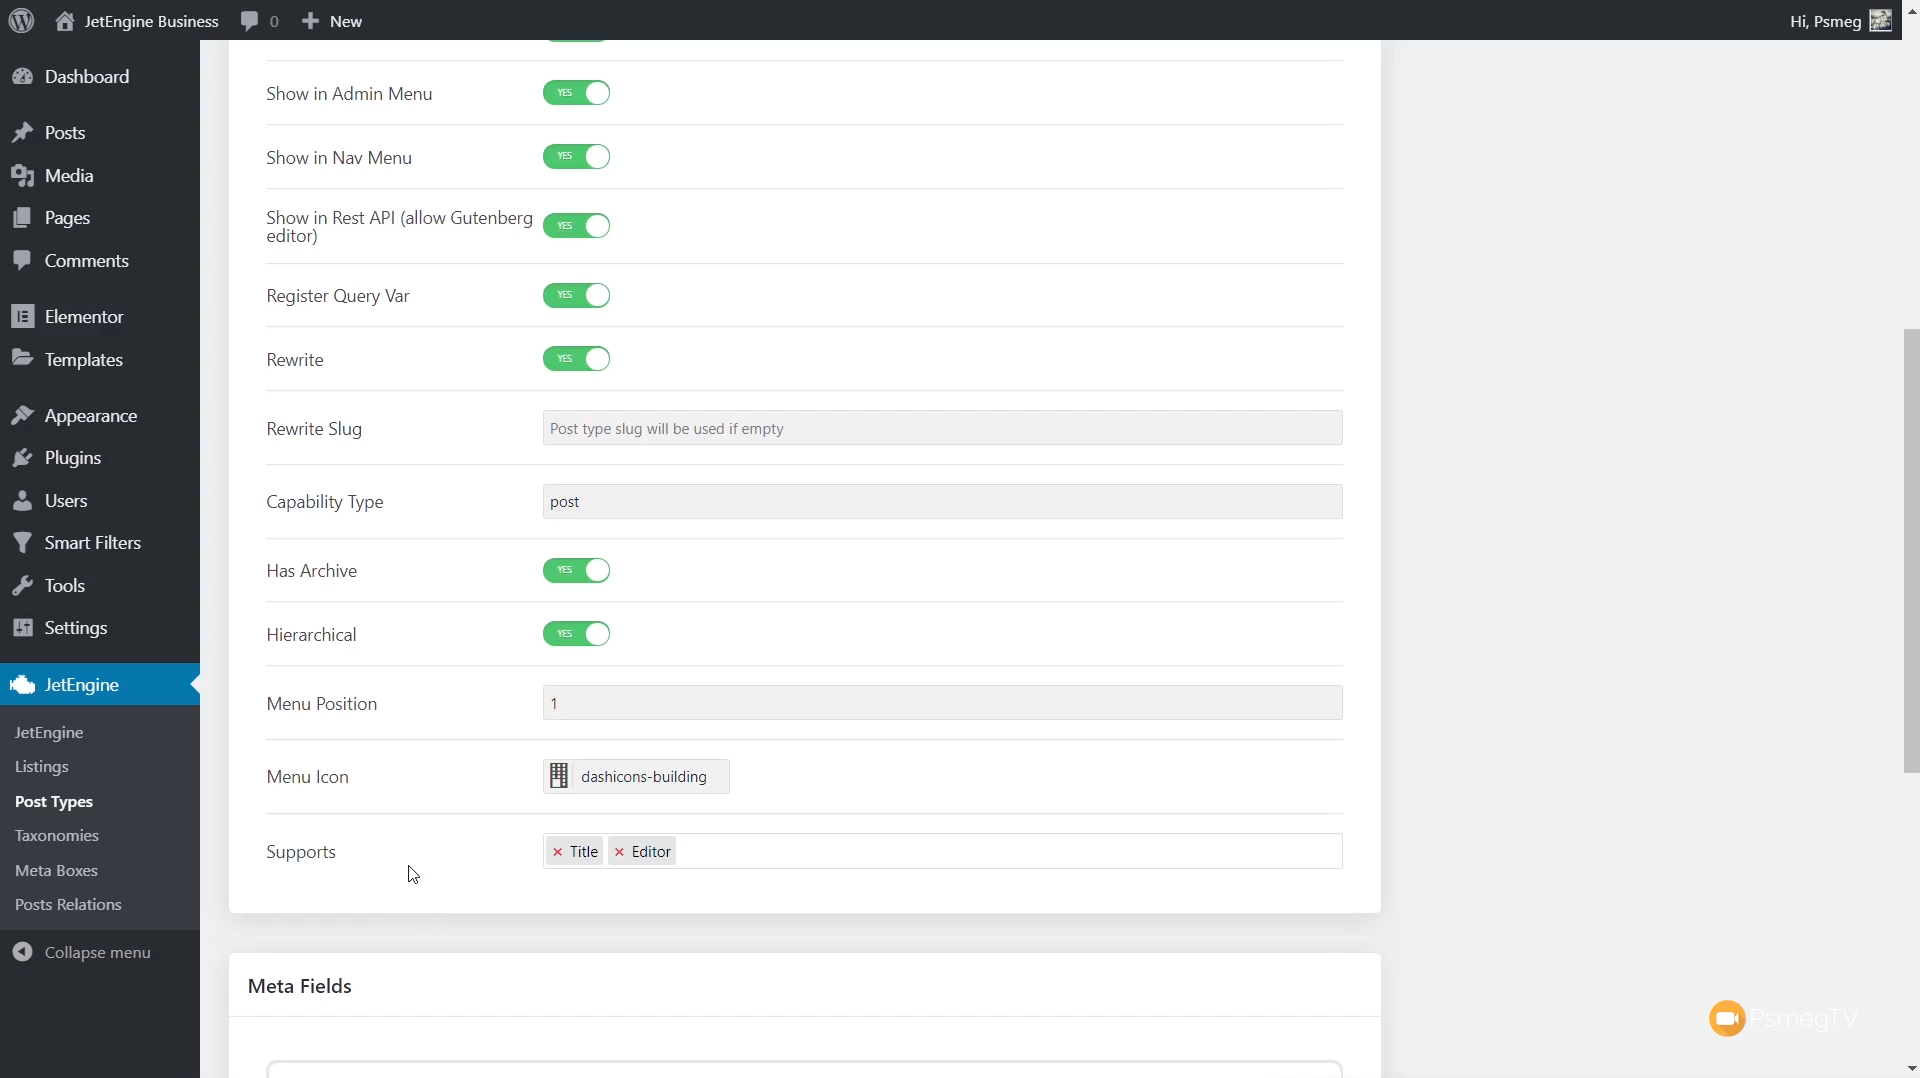 JetEngine Business
0
New
Hi, Psmeg
Dashboard
Posts
Media
Pages
Comments
Elementor
Templates
Appearance
Plugins
Users
Smart Filters
Tools
Settings
JetEngine
JetEngine
Listings
Post Types
Taxonomies
Meta Boxes
Posts Relations
Collapse menu
Show in Admin Menu
YES
Show in Nav Menu
YES
Show in Rest API (allow Gutenberg
editor)
YES
Register Query Var
YES
Rewrite
YES
Rewrite Slug
Post type slug will be used if empty
Capability Type
post
Has Archive
YES
Hierarchical
YES
Menu Position
1
Menu Icon
dashicons-building
Supports
× Title × Editor
Meta Fields
PsmegTV